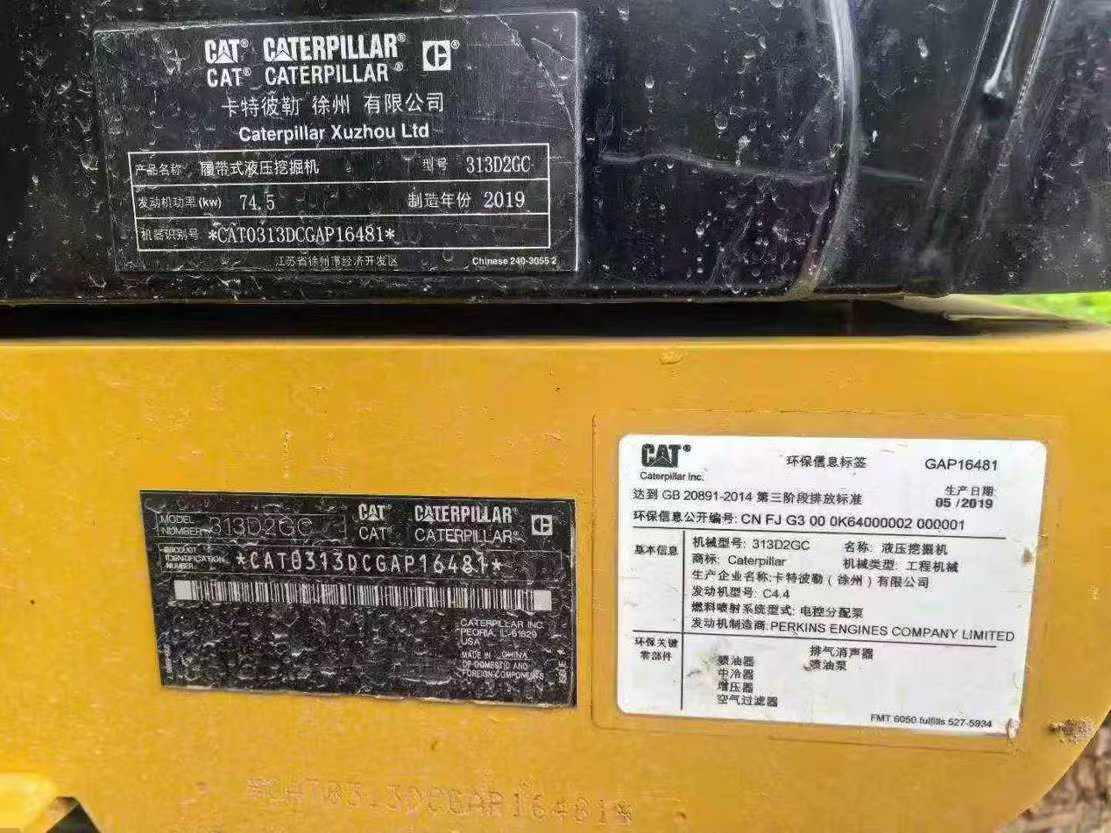 CAT® CATERPILLAR® C®
CAT® CATERPILLAR®
卡特彼勒 徐州 有限公司
Caterpillar Xuzhou Ltd
产品名称 履带式液压挖掘机 型号 313D2GC
发动机功率(kw) 74.5 制造年份 2019
机器识别号 *CAT0313DCGAP16481*
江苏省徐州市经济开发区 Chinese 240-3055 2
MODEL NUMBER 313D2GC CAT CATERPILLAR® C
CAT CATERPILLAR®
PRODUCT IDENTIFICATION NUMBER *CAT0313DCGAP16481*
CATERPILLAR INC.
PEORIA, IL 61629
USA
MADE IN CHINA
OF DOMESTIC AND
FOREIGN COMPONENTS
CAT® 环保信息标签 GAP16481
Caterpillar Inc.
生产日期
05 /2019
达到 GB 20891-2014 第三阶段排放标准
环保信息公开编号: CN FJ G3 00 0K64000002 000001
基本信息
机械型号: 313D2GC 名称: 液压挖掘机
商标: Caterpillar 机械类型: 工程机械
生产企业名称:卡特彼勒（徐州）有限公司
发动机型号: C4.4
燃料喷射系统型式: 电控分配泵
发动机制造商: PERKINS ENGINES COMPANY LIMITED
环保关键零部件
排气消声器
喷油器 喷油泵
中冷器
增压器
空气过滤器
FMT 6050 fulfills 527-5934
*CAT0313DCGAP16481*